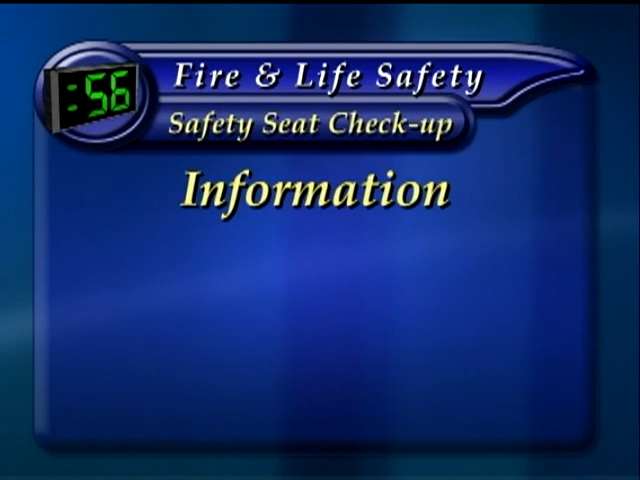 :56
Fire & Life Safety
Safety Seat Check-up
Information